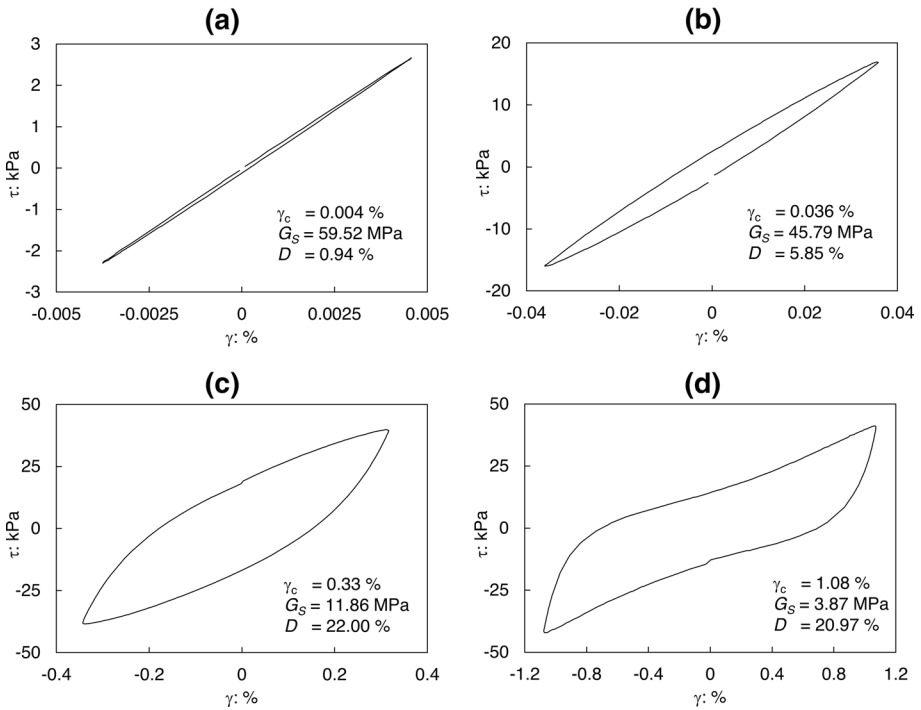 (a)
3
2
1
0
-1
-2
-3
τ: kPa
γc = 0.004 %
GS = 59.52 MPa
D = 0.94 %
-0.005 -0.0025 0 0.0025 0.005
γ: %
(b)
20
10
0
-10
-20
τ: kPa
γc = 0.036 %
GS = 45.79 MPa
D = 5.85 %
-0.04 -0.02 0 0.02 0.04
γ: %
(c)
50
25
0
-25
-50
τ: kPa
γc = 0.33 %
GS = 11.86 MPa
D = 22.00 %
-0.4 -0.2 0 0.2 0.4
γ: %
(d)
50
25
0
-25
-50
τ: kPa
γc = 1.08 %
GS = 3.87 MPa
D = 20.97 %
-1.2 -0.8 -0.4 0 0.4 0.8 1.2
γ: %